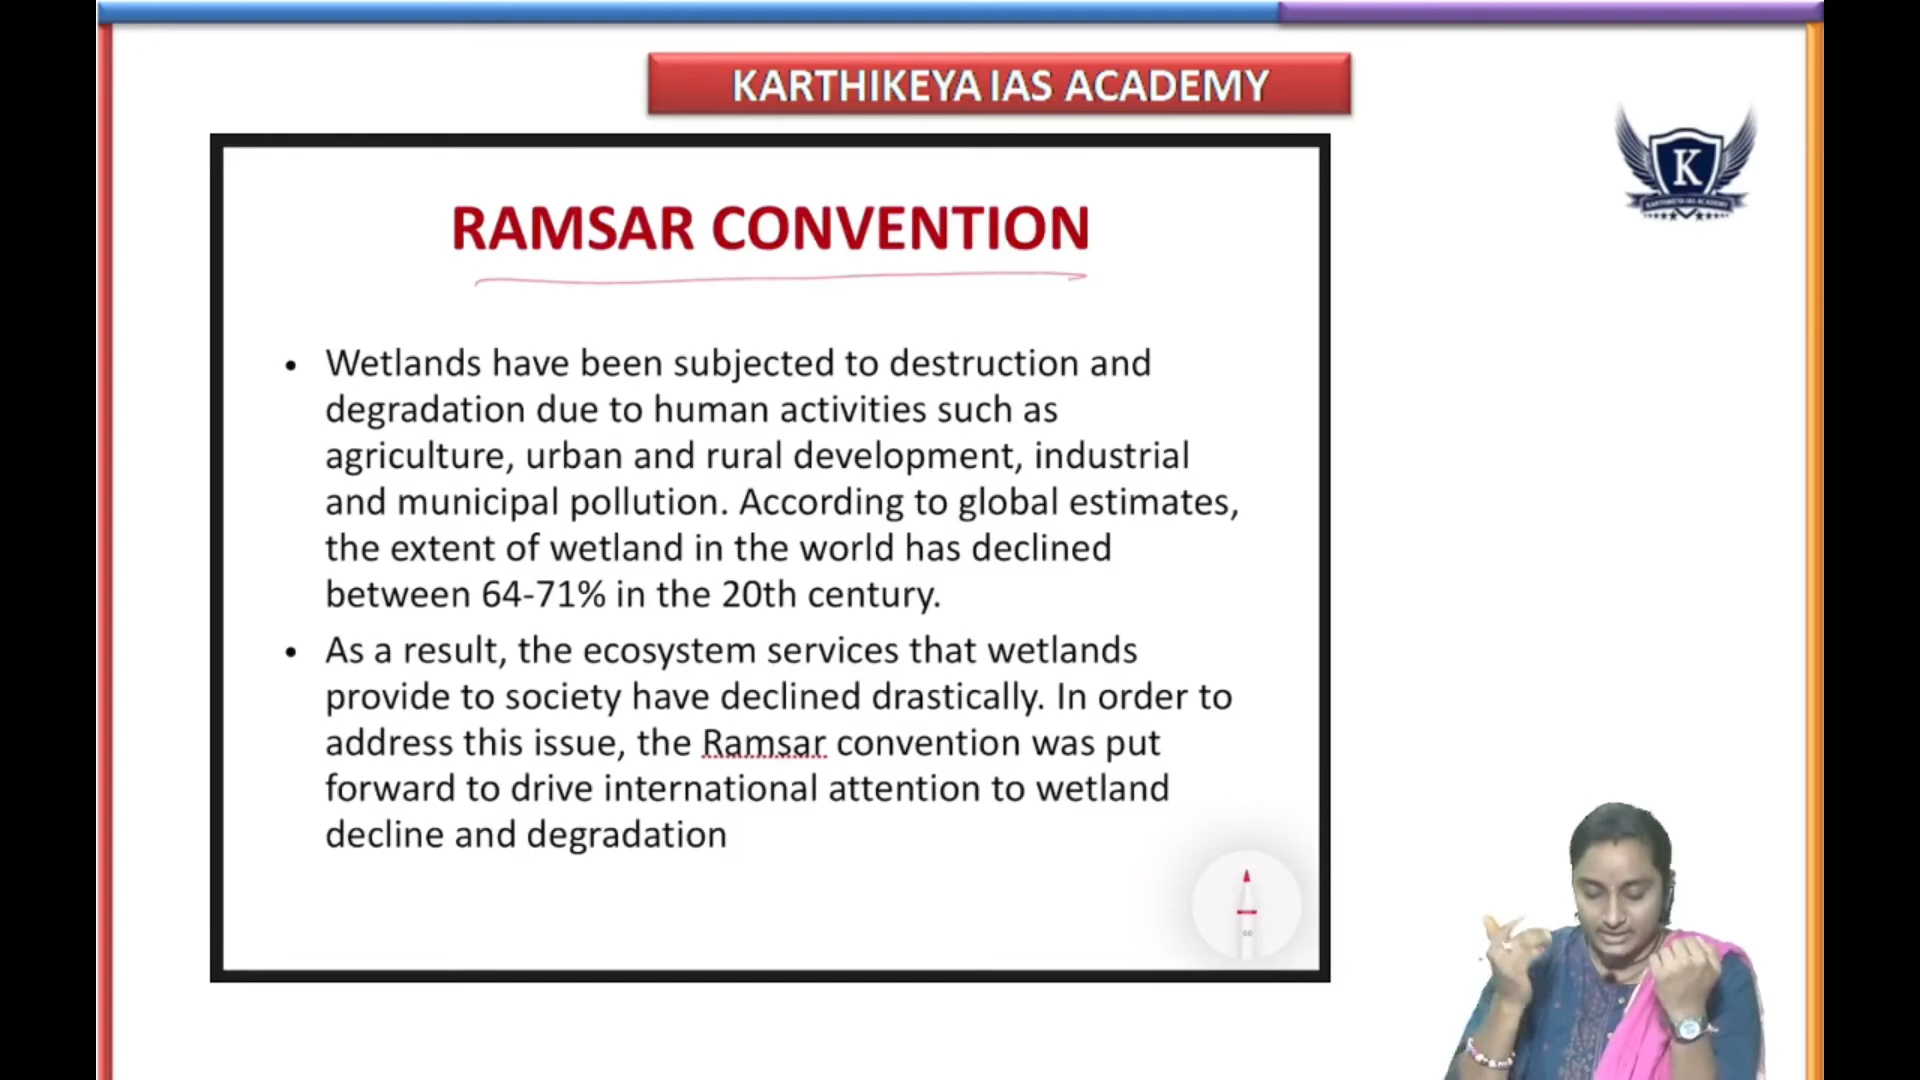 KARTHIKEYA IAS ACADEMY
K
KARTHIKEYA IAS ACADEMY
RAMSAR CONVENTION
• Wetlands have been subjected to destruction and
degradation due to human activities such as
agriculture, urban and rural development, industrial
and municipal pollution. According to global estimates,
the extent of wetland in the world has declined
between 64-71% in the 20th century.
• As a result, the ecosystem services that wetlands
provide to society have declined drastically. In order to
address this issue, the Ramsar convention was put
forward to drive international attention to wetland
decline and degradation